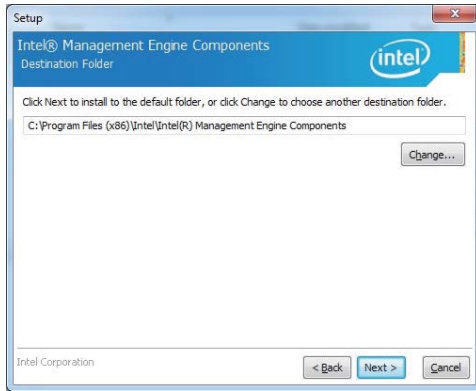 Setup
Intel® Management Engine Components
Destination Folder
intel
Click Next to install to the default folder, or click Change to choose another destination folder.
C:\Program Files (x86)\Intel\Intel(R) Management Engine Components
Change...
Intel Corporation
< Back
Next >
Cancel